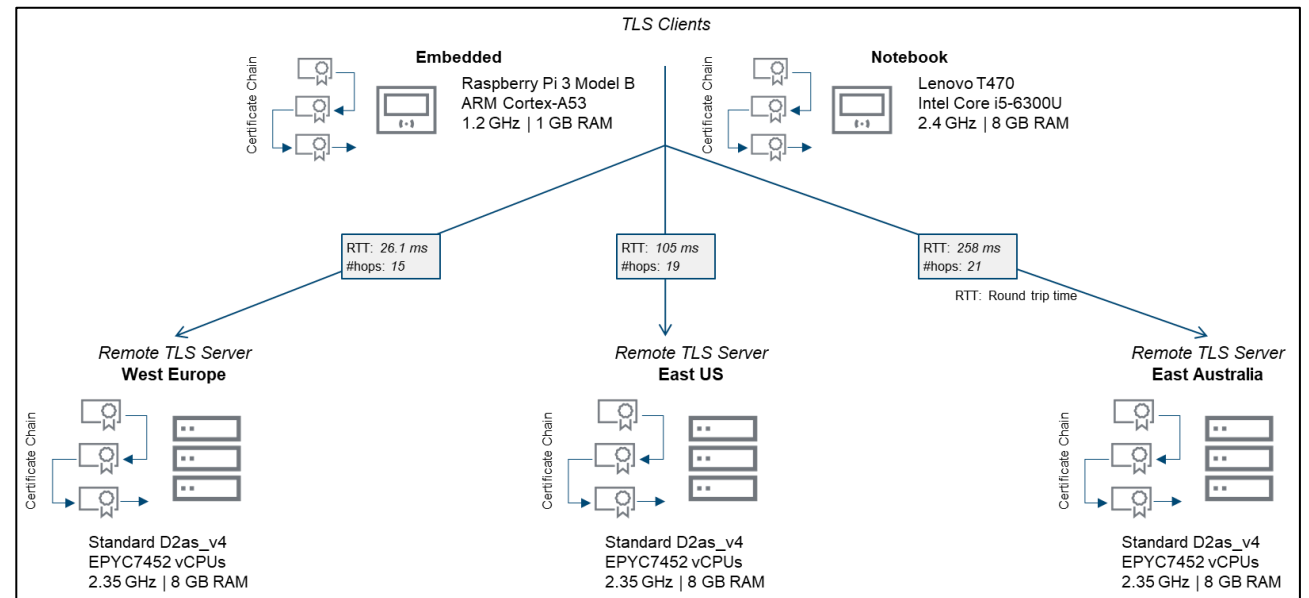 TLS Clients
Embedded
Certificate Chain
Raspberry Pi 3 Model B
ARM Cortex-A53
1.2 GHz | 1 GB RAM
Notebook
Certificate Chain
Lenovo T470
Intel Core i5-6300U
2.4 GHz | 8 GB RAM
RTT: 26.1 ms
#hops: 15
RTT: 105 ms
#hops: 19
RTT: 258 ms
#hops: 21
RTT: Round trip time
Remote TLS Server
West Europe
Certificate Chain
Standard D2as_v4
EPYC7452 vCPUs
2.35 GHz | 8 GB RAM
Remote TLS Server
East US
Certificate Chain
Standard D2as_v4
EPYC7452 vCPUs
2.35 GHz | 8 GB RAM
Remote TLS Server
East Australia
Certificate Chain
Standard D2as_v4
EPYC7452 vCPUs
2.35 GHz | 8 GB RAM